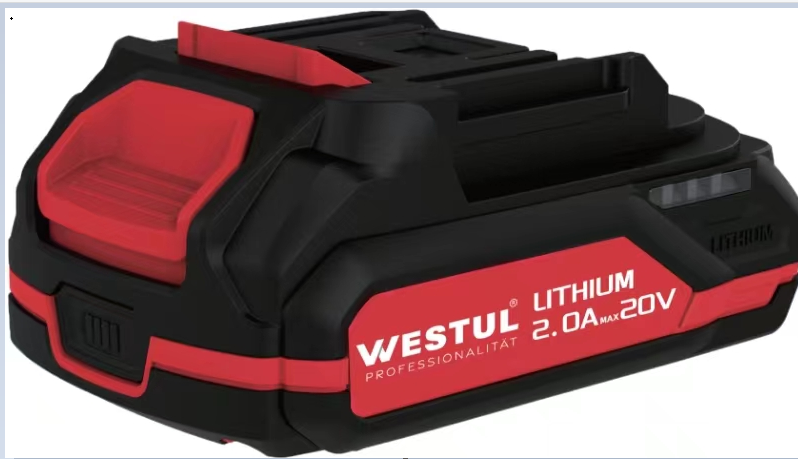 LITHIUM
WESTUL®
PROFESSIONALITÄT
LITHIUM
2.0A MAX 20V